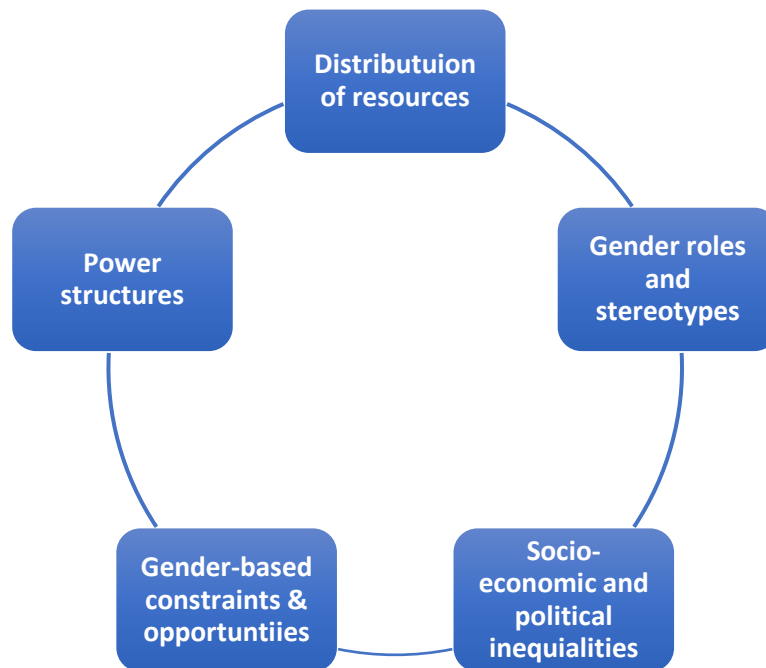 Distributuion
of resources
Gender roles
and
stereotypes
Socio-
economic and
political
inequialities
Gender-based
constraints &
opportuntiies
Power
structures